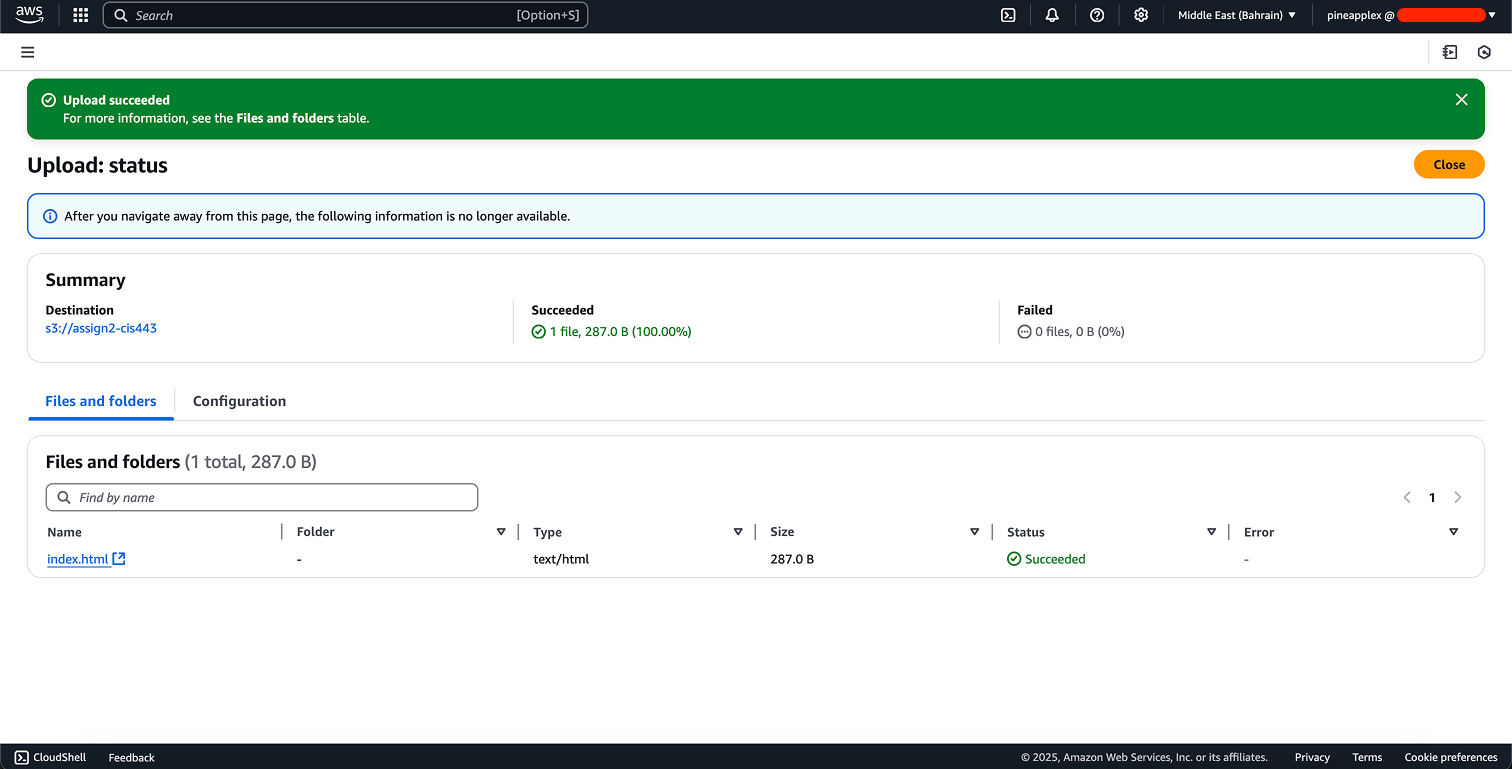 aws Search [Option+S] Middle East (Bahrain) pineapplex @
Upload succeeded
For more information, see the Files and folders table.
Upload: status Close
After you navigate away from this page, the following information is no longer available.
Summary
Destination Succeeded Failed
s3://assign2-cis443 1 file, 287.0 B (100.00%) 0 files, 0 B (0%)
Files and folders Configuration
Files and folders (1 total, 287.0 B)
Find by name 1
Name Folder Type Size Status Error
index.html - text/html 287.0 B Succeeded -
CloudShell Feedback © 2025, Amazon Web Services, Inc. or its affiliates. Privacy Terms Cookie preferences